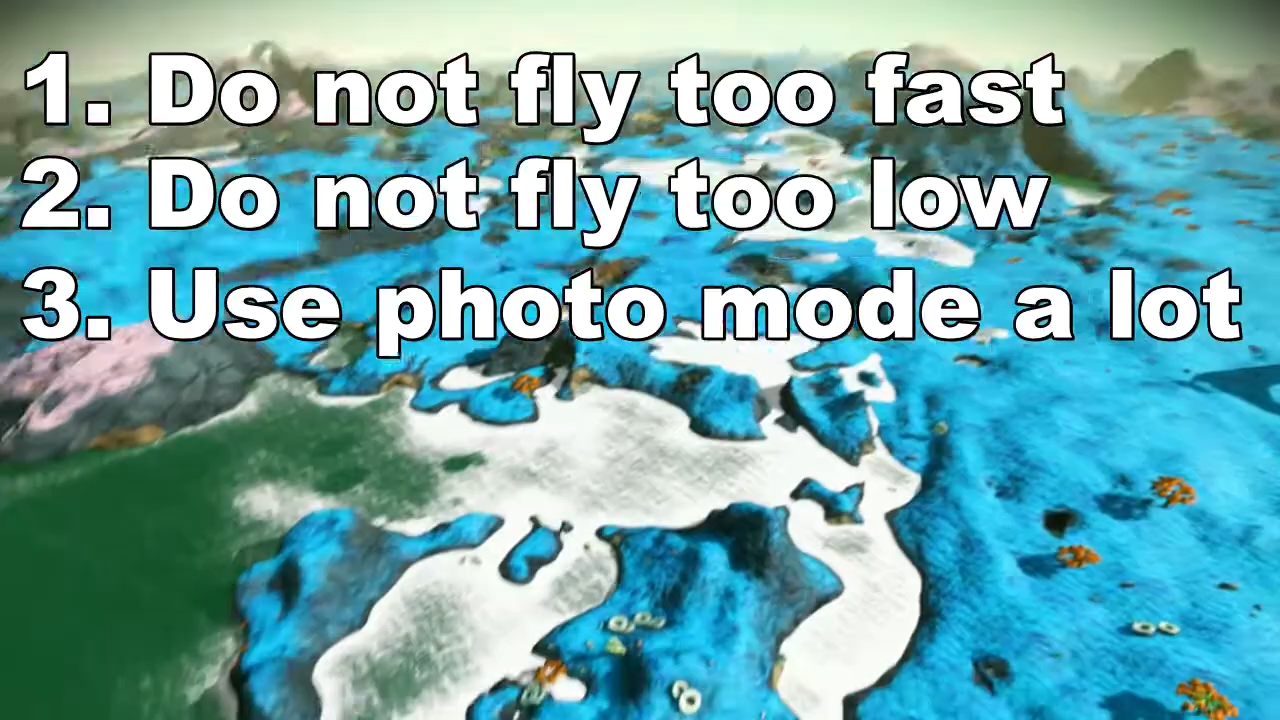 1. Do not fly too fast
2. Do not fly too low
3. Use photo mode a lot